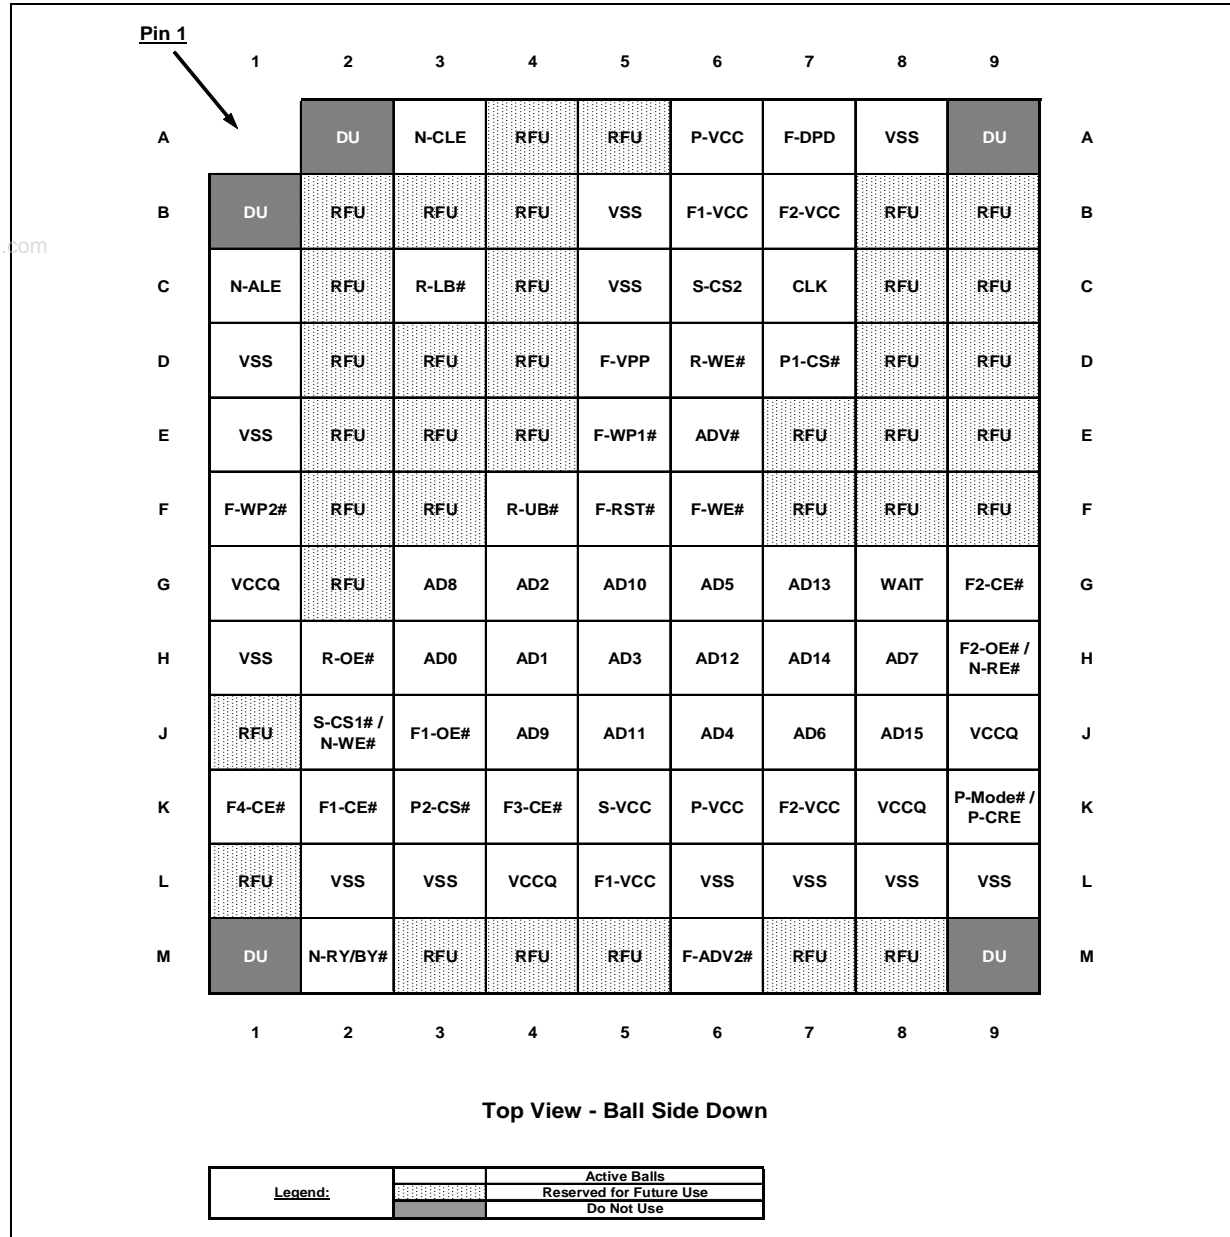 Pin 1
1 2 3 4 5 6 7 8 9
A DU N-CLE RFU RFU P-VCC F-DPD VSS DU A
B DU RFU RFU RFU VSS F1-VCC F2-VCC RFU RFU B
.com
C N-ALE RFU R-LB# RFU VSS S-CS2 CLK RFU RFU C
D VSS RFU RFU RFU F-VPP R-WE# P1-CS# RFU RFU D
E VSS RFU RFU RFU F-WP1# ADV# RFU RFU RFU E
F F-WP2# RFU RFU R-UB# F-RST# F-WE# RFU RFU RFU F
G VCCQ RFU AD8 AD2 AD10 AD5 AD13 WAIT F2-CE# G
H VSS R-OE# AD0 AD1 AD3 AD12 AD14 AD7 F2-OE# / N-RE# H
J RFU S-CS1# / N-WE# F1-OE# AD9 AD11 AD4 AD6 AD15 VCCQ J
K F4-CE# F1-CE# P2-CS# F3-CE# S-VCC P-VCC F2-VCC VCCQ P-Mode# / P-CRE K
L RFU VSS VSS VCCQ F1-VCC VSS VSS VSS VSS L
M DU N-RY/BY# RFU RFU RFU F-ADV2# RFU RFU DU M
1 2 3 4 5 6 7 8 9
Top View - Ball Side Down
Legend:
Active Balls
Reserved for Future Use
Do Not Use